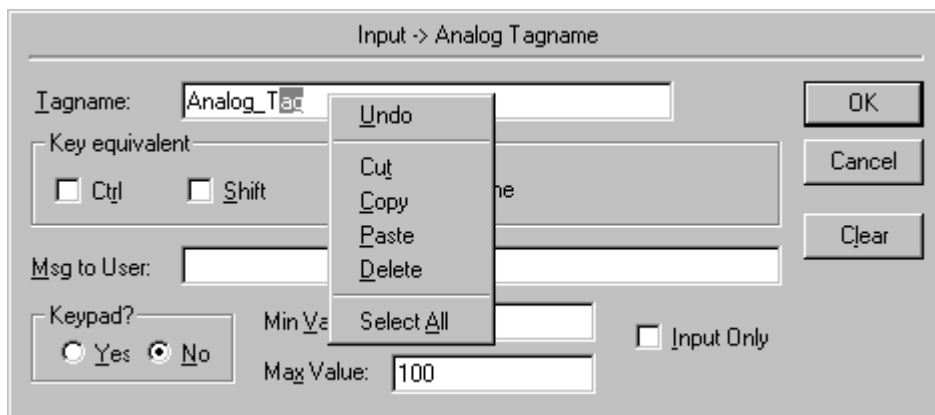 Input -> Analog Tagname
Tagname: Analog_Tag
OK
Key equivalent
Ctrl Shift
Cancel
Clear
Msg to User:
Keypad?
Yes No
Input Only
Max Value: 100
Undo
Cut
Copy
Paste
Delete
Select All